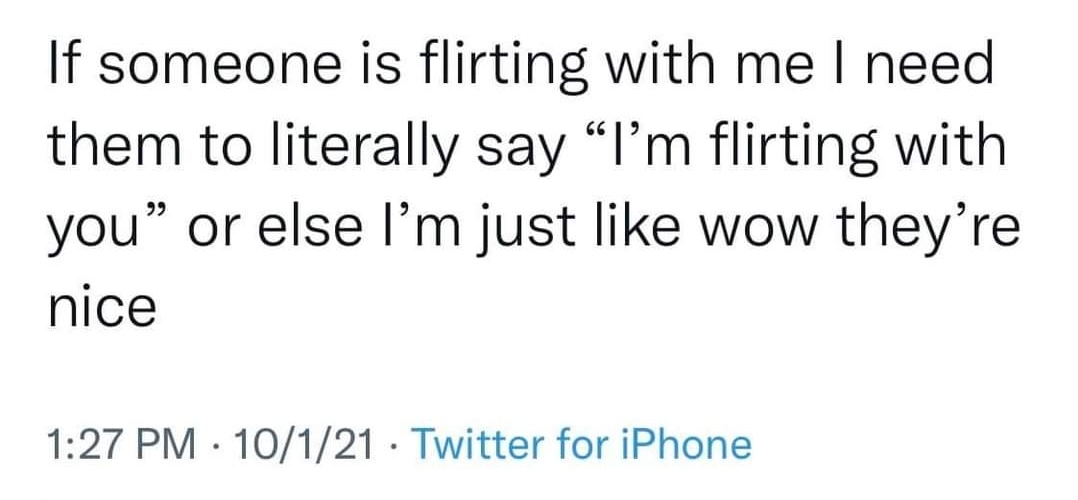 If someone is flirting with me I need
them to literally say “I’m flirting with
you” or else I’m just like wow they’re
nice
1:27 PM · 10/1/21 · Twitter for iPhone